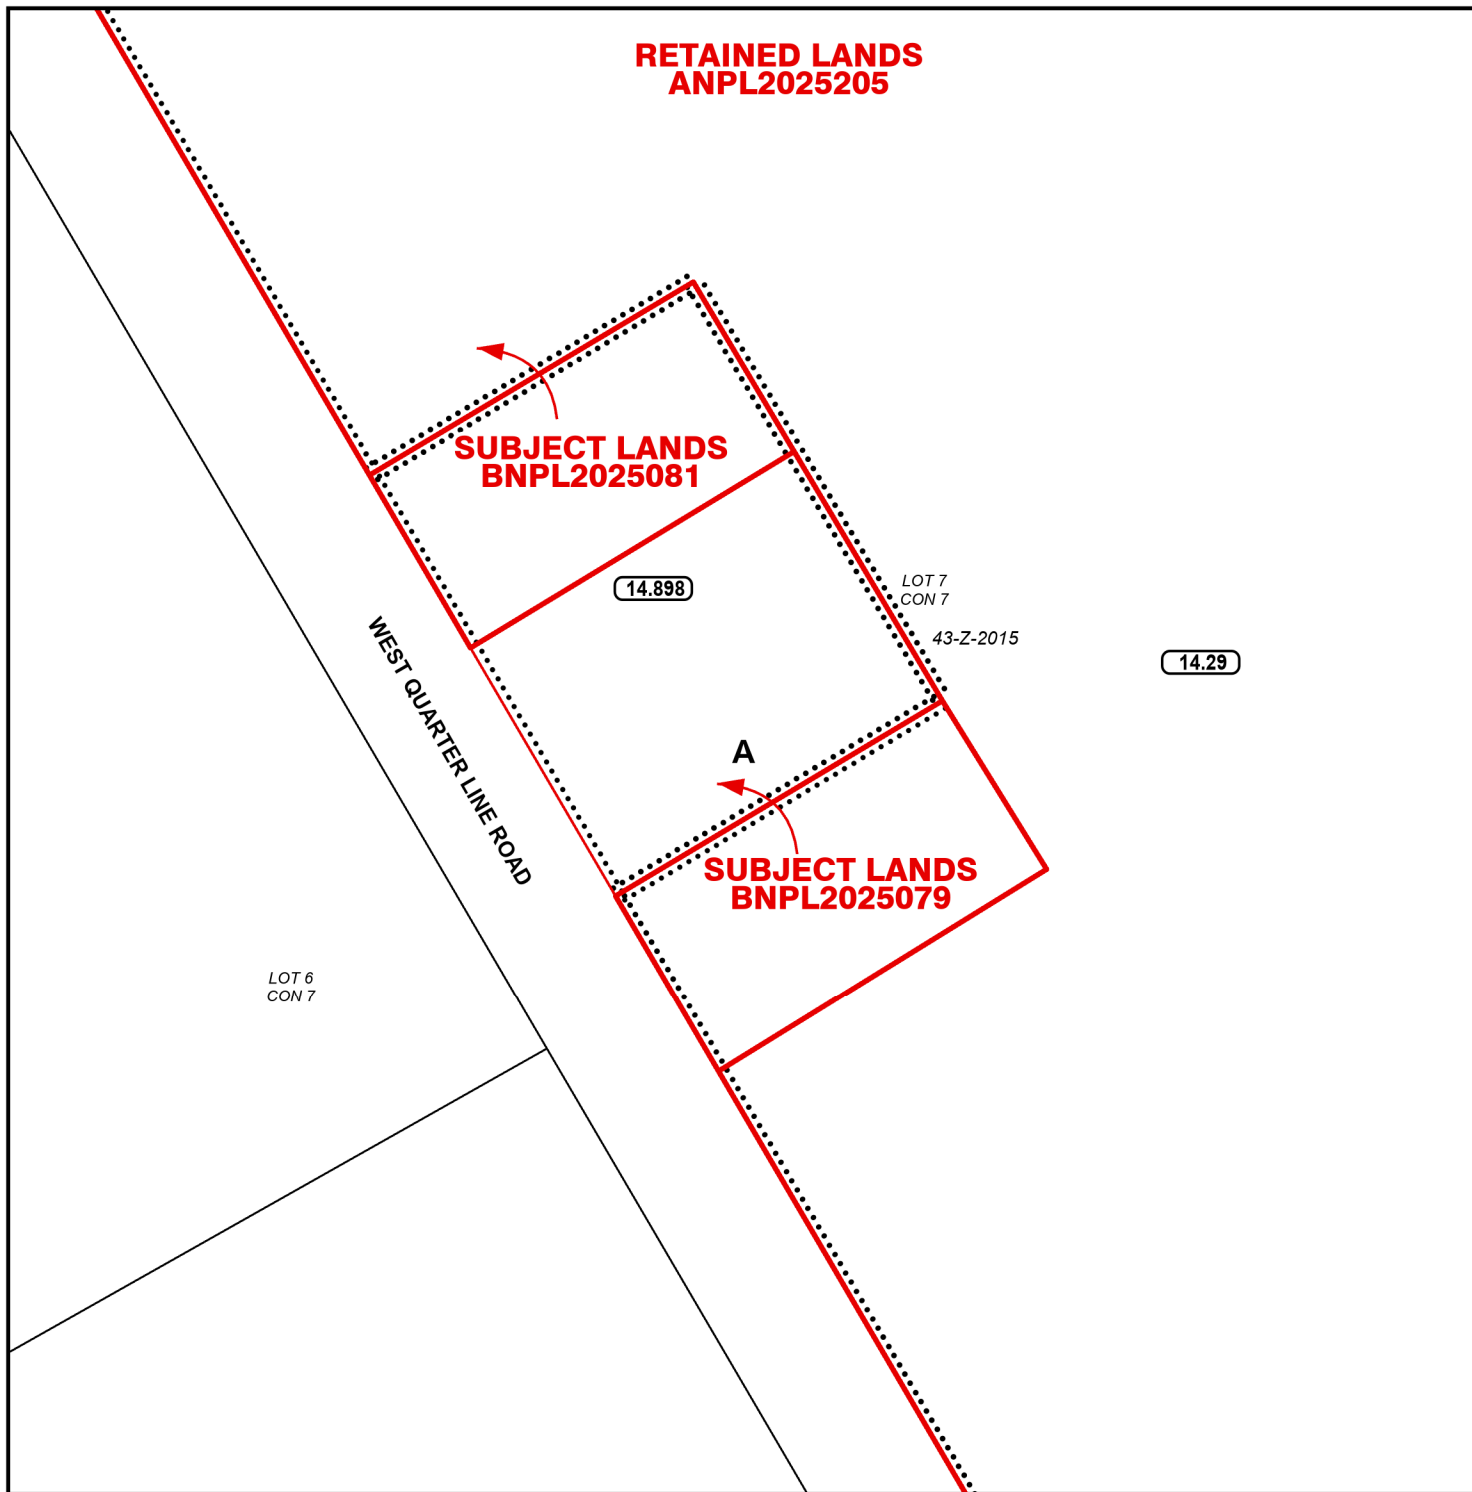 RETAINED LANDS
ANPL2025205
SUBJECT LANDS
BNPL2025081
14.898
LOT 7
CON 7
43-Z-2015
14.29
WEST QUARTER LINE ROAD
A
SUBJECT LANDS
BNPL2025079
LOT 6
CON 7